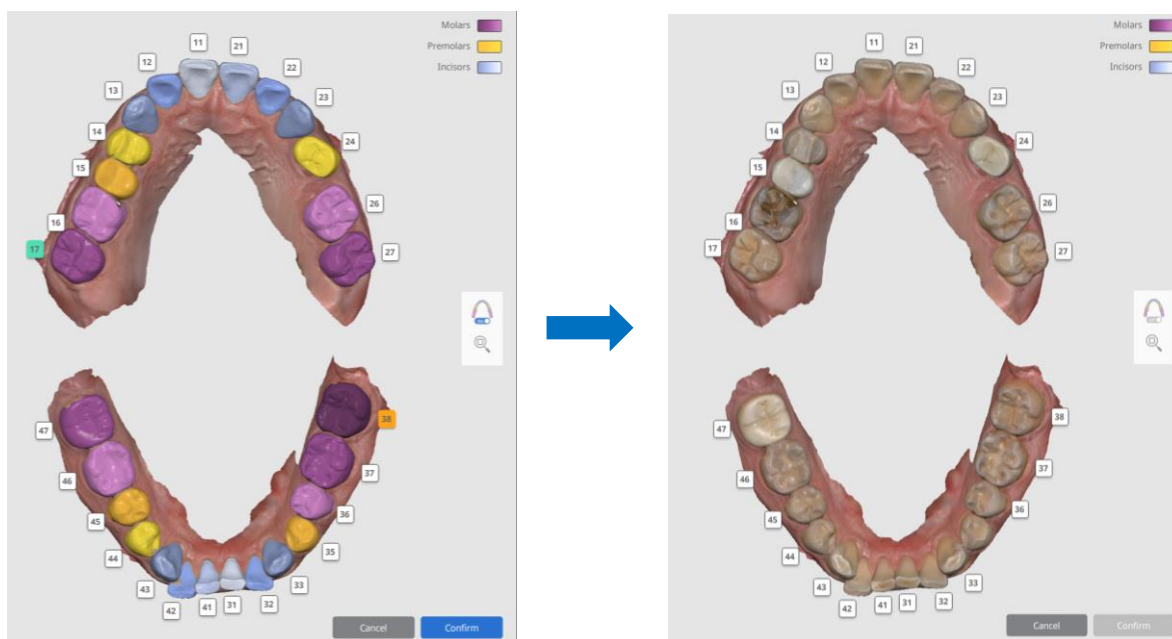 Molars
Premolars
Incisors
11 21
12 22
13 23
14 24
15
16 26
17 27
47 38
46 37
45 36
44 35
43 33
42 41 31 32
Cancel Confirm
Molars
Premolars
Incisors
11 21
12 22
13 23
14 24
15
16 26
17 27
47 38
46 37
45 36
44
43 33
42 41 31 32
Cancel Confirm